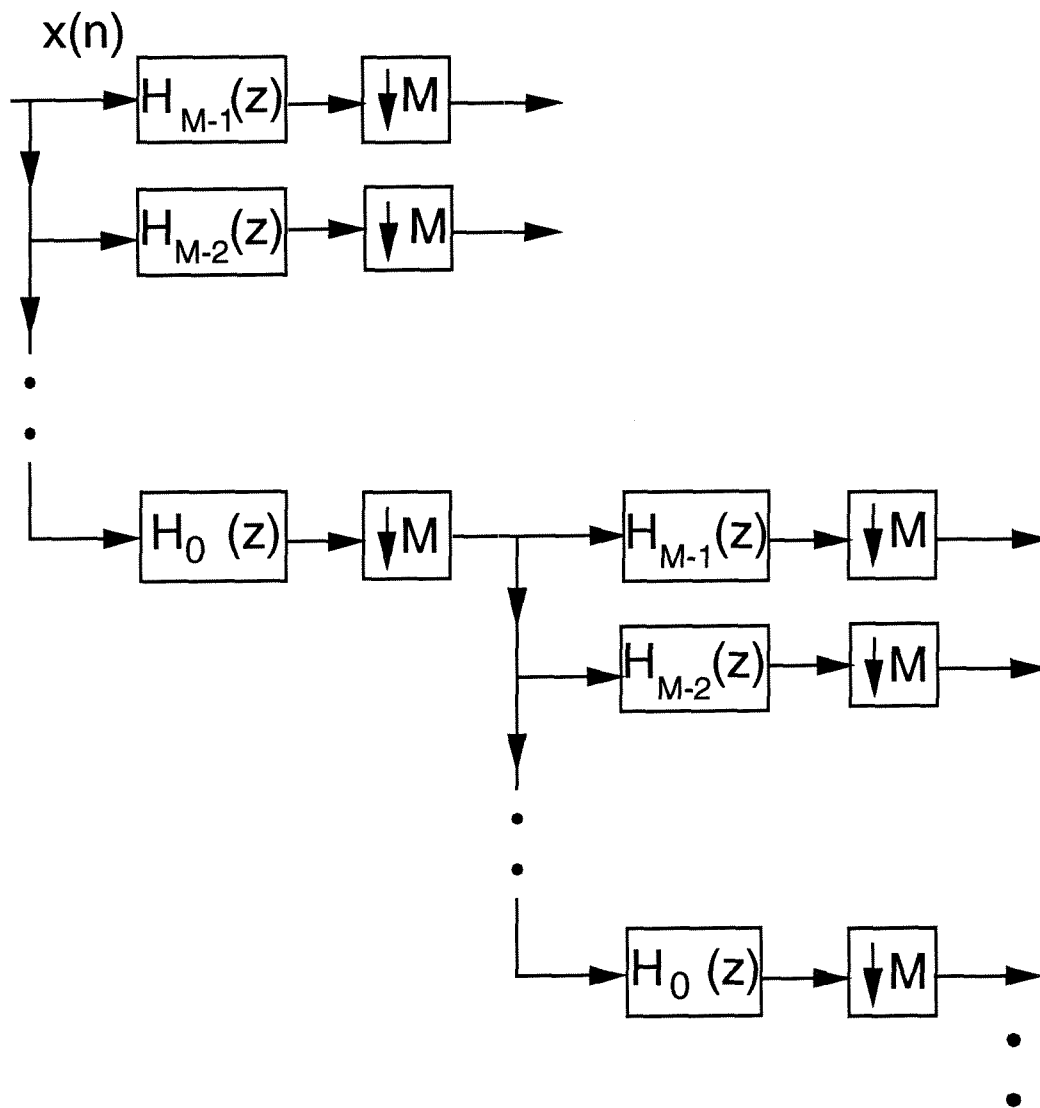 x(n)
H_{M-1}(z) ↓M
H_{M-2}(z) ↓M
H_0 (z) ↓M H_{M-1}(z) ↓M
H_{M-2}(z) ↓M
H_0 (z) ↓M